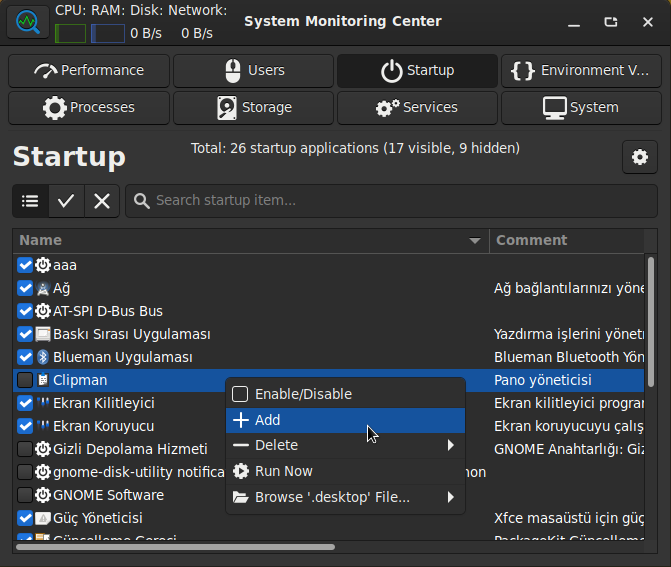 CPU: RAM: Disk: Network:
0 B/s 0 B/s
System Monitoring Center
Performance
Users
Startup
Environment V...
Processes
Storage
Services
System
Startup
Total: 26 startup applications (17 visible, 9 hidden)
Search startup item...
Name
Comment
aaa
Ağ
Ağ bağlantılarınızı yöne
AT-SPI D-Bus Bus
Baskı Sırası Uygulaması
Yazdırma işlerini yönet
Blueman Uygulaması
Blueman Bluetooth Yön
Clipman
Pano yöneticisi
Ekran Kilitleyici
Ekran kilitleyici progra
Ekran Koruyucu
Ekran koruyucuyu çalış
Gizli Depolama Hizmeti
GNOME Anahtarlığı: Giz
gnome-disk-utility notifica
mon
GNOME Software
Güç Yöneticisi
Xfce masaüstü için güç
Güncelleme Gereci
PackageKit Güncelleme
Enable/Disable
Add
Delete
Run Now
Browse '.desktop' File...